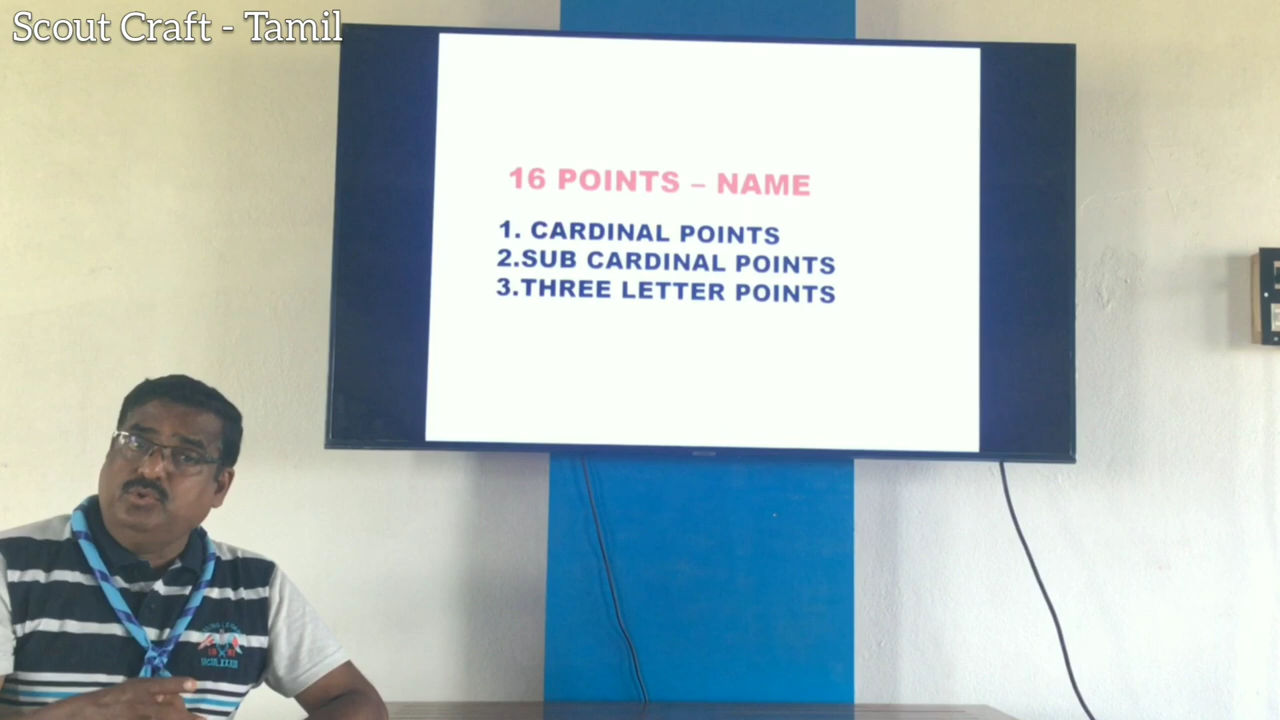 Scout Craft - Tamil
16 POINTS – NAME
1. CARDINAL POINTS
2.SUB CARDINAL POINTS
3.THREE LETTER POINTS